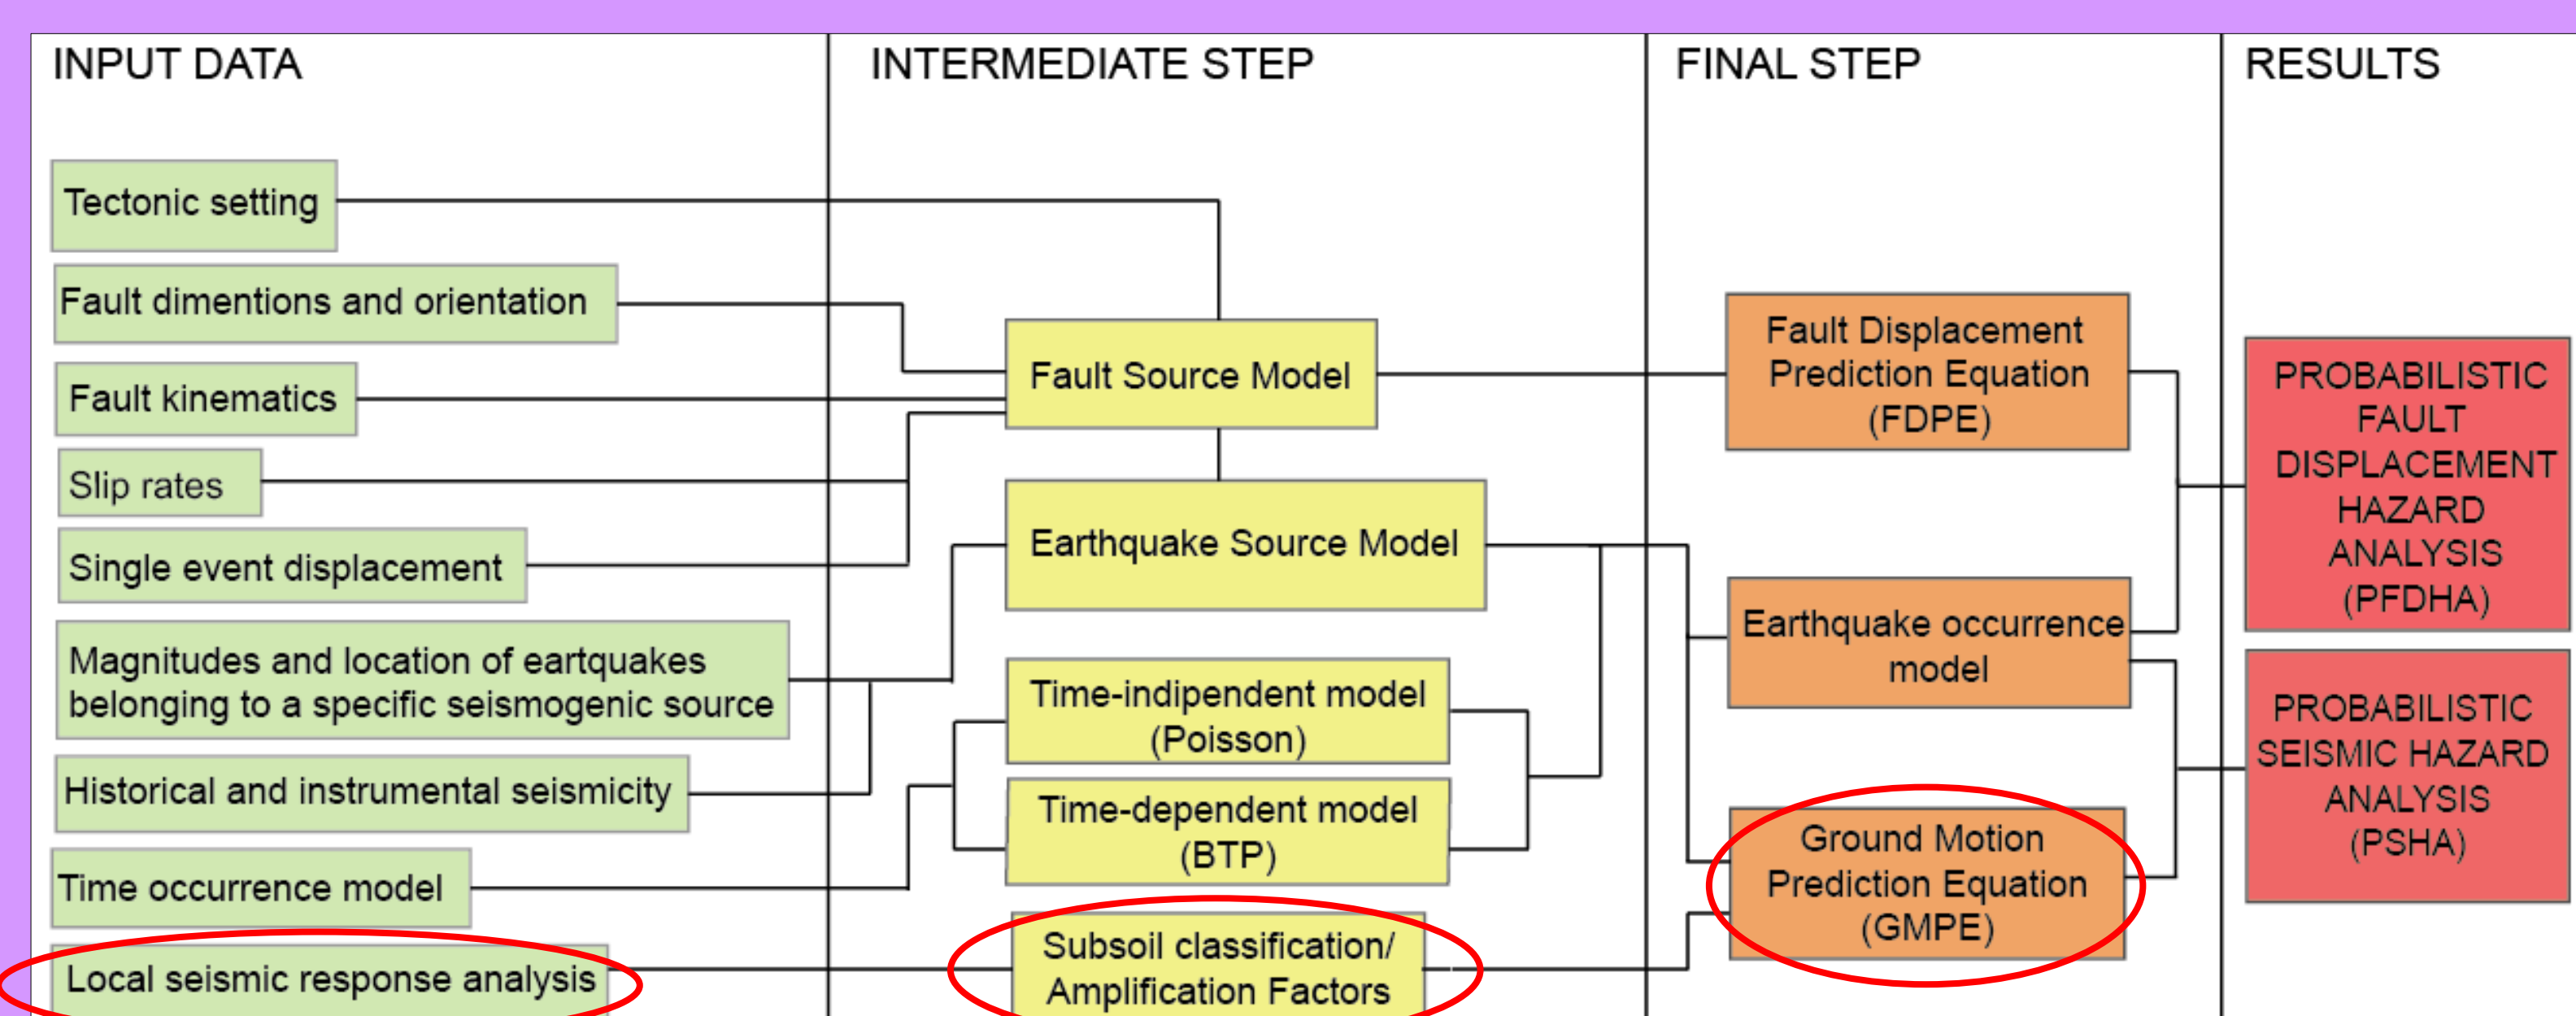 INPUT DATA
INTERMEDIATE STEP
FINAL STEP
RESULTS
Tectonic setting
Fault dimentions and orientation
Fault kinematics
Slip rates
Single event displacement
Magnitudes and location of eartquakes
belonging to a specific seismogenic source
Historical and instrumental seismicity
Time occurrence model
Local seismic response analysis
Fault Source Model
Earthquake Source Model
Time-indipendent model
(Poisson)
Time-dependent model
(BTP)
Subsoil classification/
Amplification Factors
Fault Displacement
Prediction Equation
(FDPE)
Earthquake occurrence
model
Ground Motion
Prediction Equation
(GMPE)
PROBABILISTIC
FAULT
DISPLACEMENT
HAZARD
ANALYSIS
(PFDHA)
PROBABILISTIC
SEISMIC HAZARD
ANALYSIS
(PSHA)